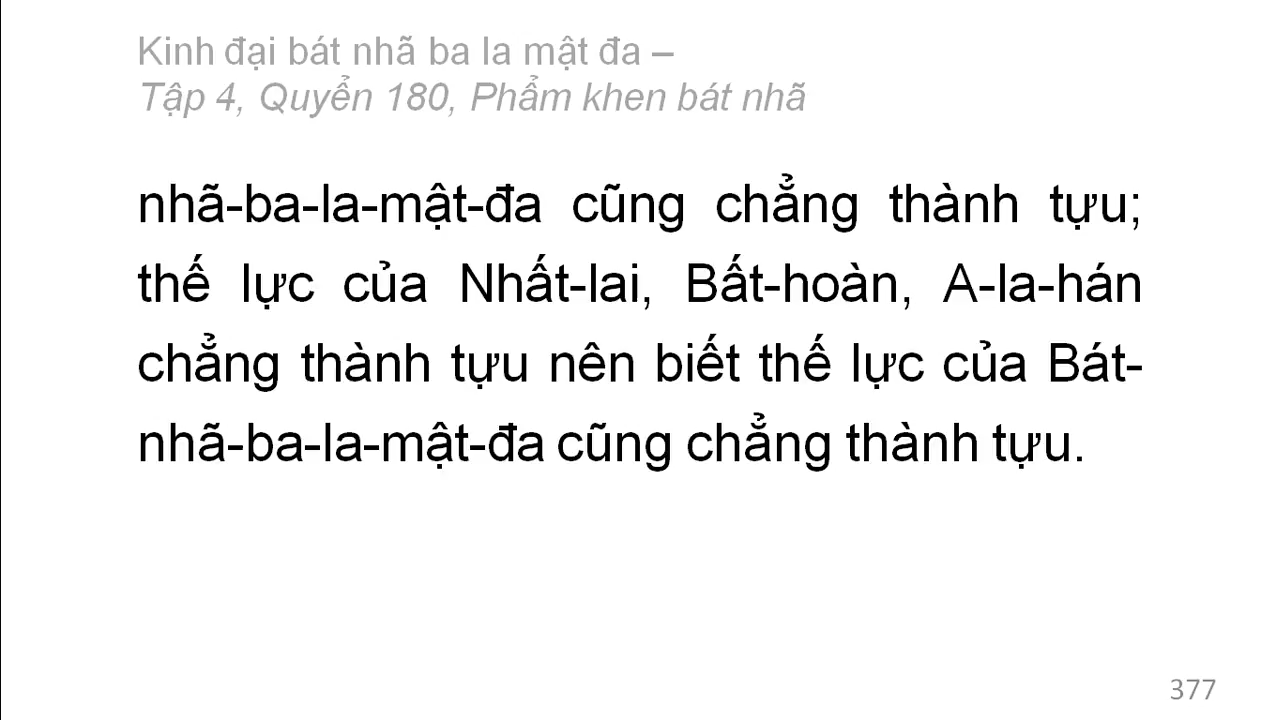 Kinh đại bát nhã ba la mật đa –
Tập 4, Quyển 180, Phẩm khen bát nhã
nhã-ba-la-mật-đa cũng chẳng thành tựu;
thế lực của Nhất-lai, Bất-hoàn, A-la-hán
chẳng thành tựu nên biết thế lực của Bát-
nhã-ba-la-mật-đa cũng chẳng thành tựu.
377